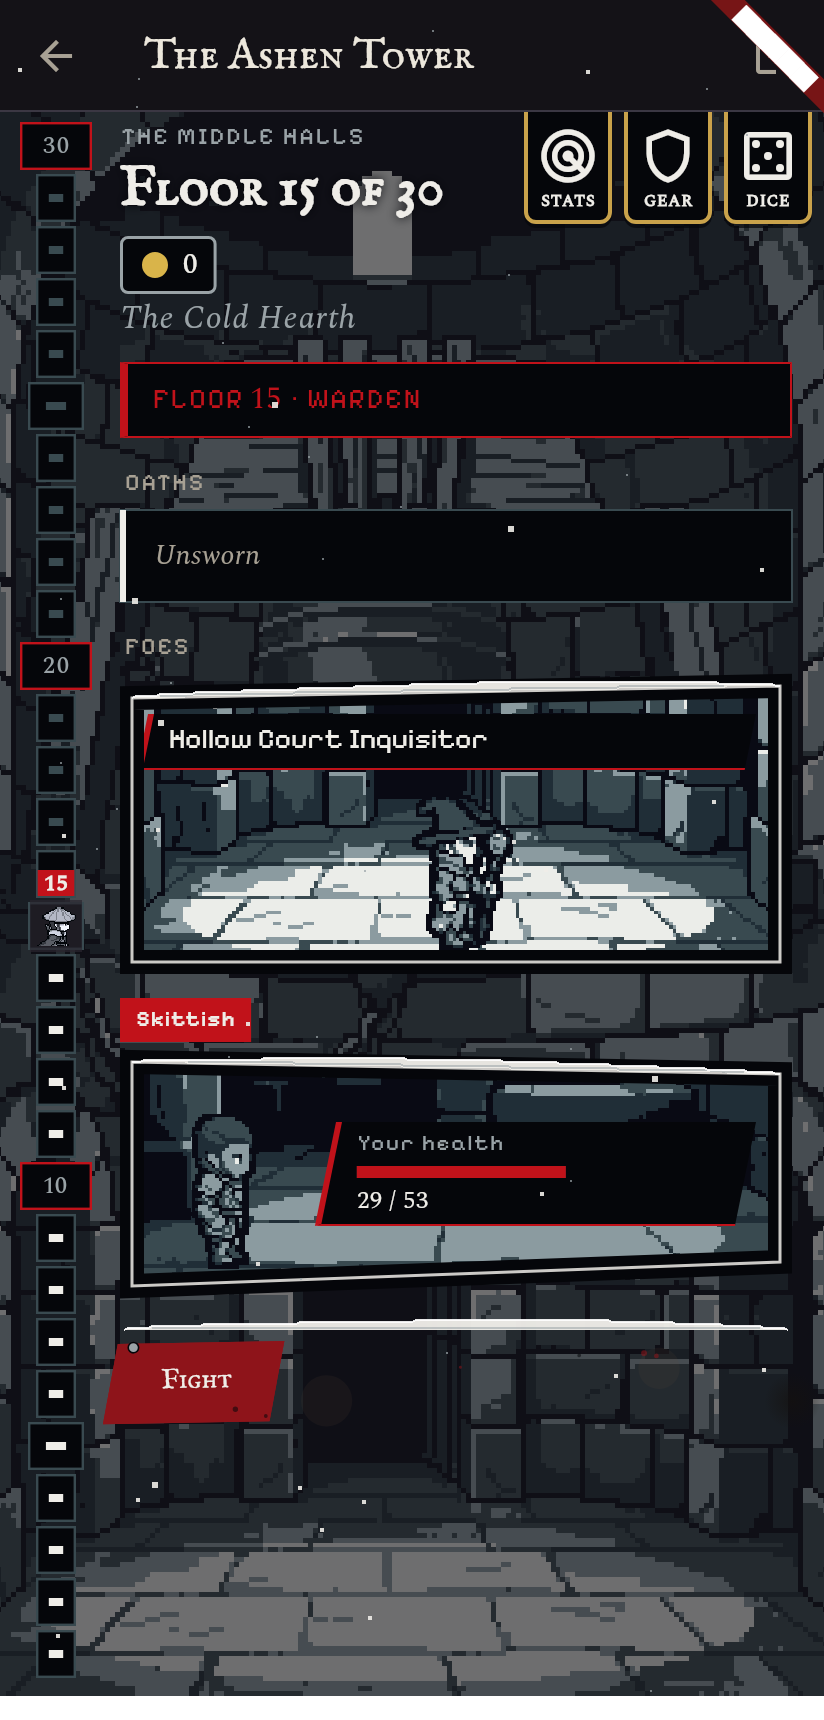 The Ashen Tower
30
THE MIDDLE HALLS
Floor 15 of 30
STATS
GEAR
DICE
0
The Cold Hearth
FLOOR 15 · WARDEN
OATHS
Unsworn
FOES
20
Hollow Court Inquisitor
15
Skittish
Your health
29 / 53
10
Fight